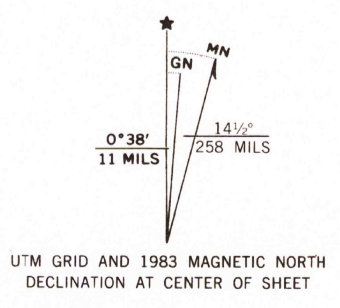 MN
GN
0°38'
11 MILS
14½°
258 MILS
UTM GRID AND 1983 MAGNETIC NORTH
DECLINATION AT CENTER OF SHEET